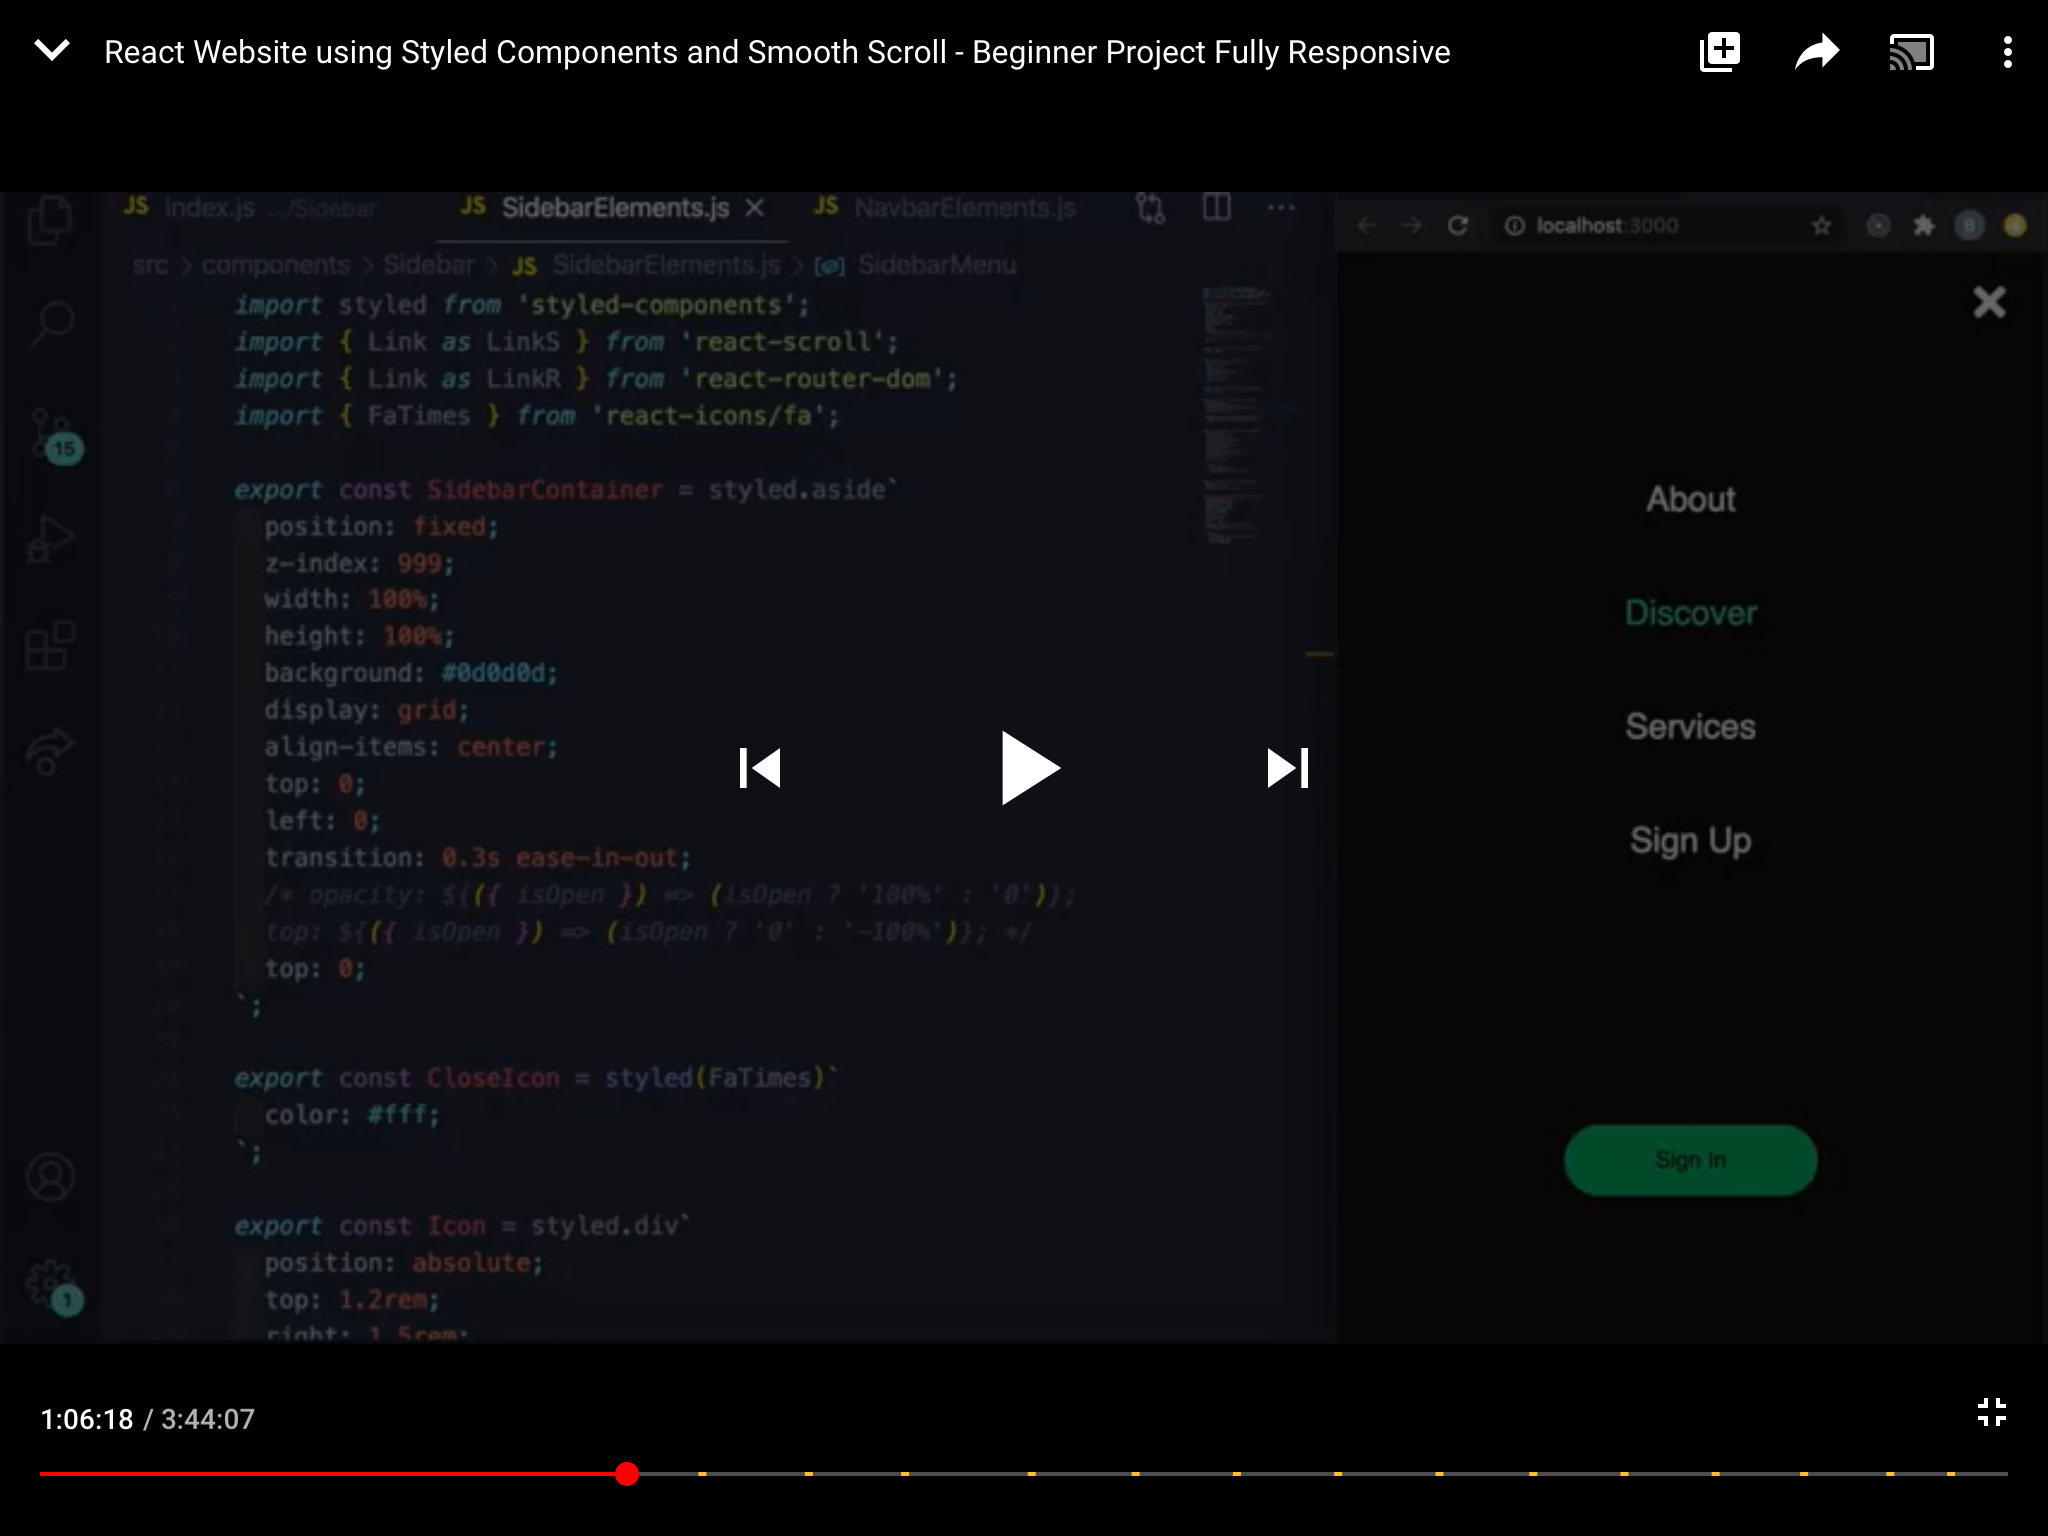 React Website using Styled Components and Smooth Scroll - Beginner Project Fully Responsive
JS index.js .../Sidebar JS SidebarElements.js JS NavbarElements.js
localhost:3000
B
src > components > Sidebar > JS SidebarElements.js > SidebarMenu
import styled from 'styled-components';
import { Link as LinkS } from 'react-scroll';
import { Link as LinkR } from 'react-router-dom';
import { FaTimes } from 'react-icons/fa';
15
export const SidebarContainer = styled.aside`
position: fixed;
z-index: 999;
width: 100%;
height: 100%;
background: #0d0d0d;
display: grid;
align-items: center;
top: 0;
left: 0;
transition: 0.3s ease-in-out;
/* opacity: ${({ isOpen }) => (isOpen ? '100%' : '0')};
top: ${({ isOpen }) => (isOpen ? '0' : '-100%')}; */
top: 0;
`;
export const CloseIcon = styled(FaTimes)`
color: #fff;
`;
export const Icon = styled.div`
position: absolute;
top: 1.2rem;
right: 1.5rem;
1
About
Discover
Services
Sign Up
Sign In
1:06:18 / 3:44:07